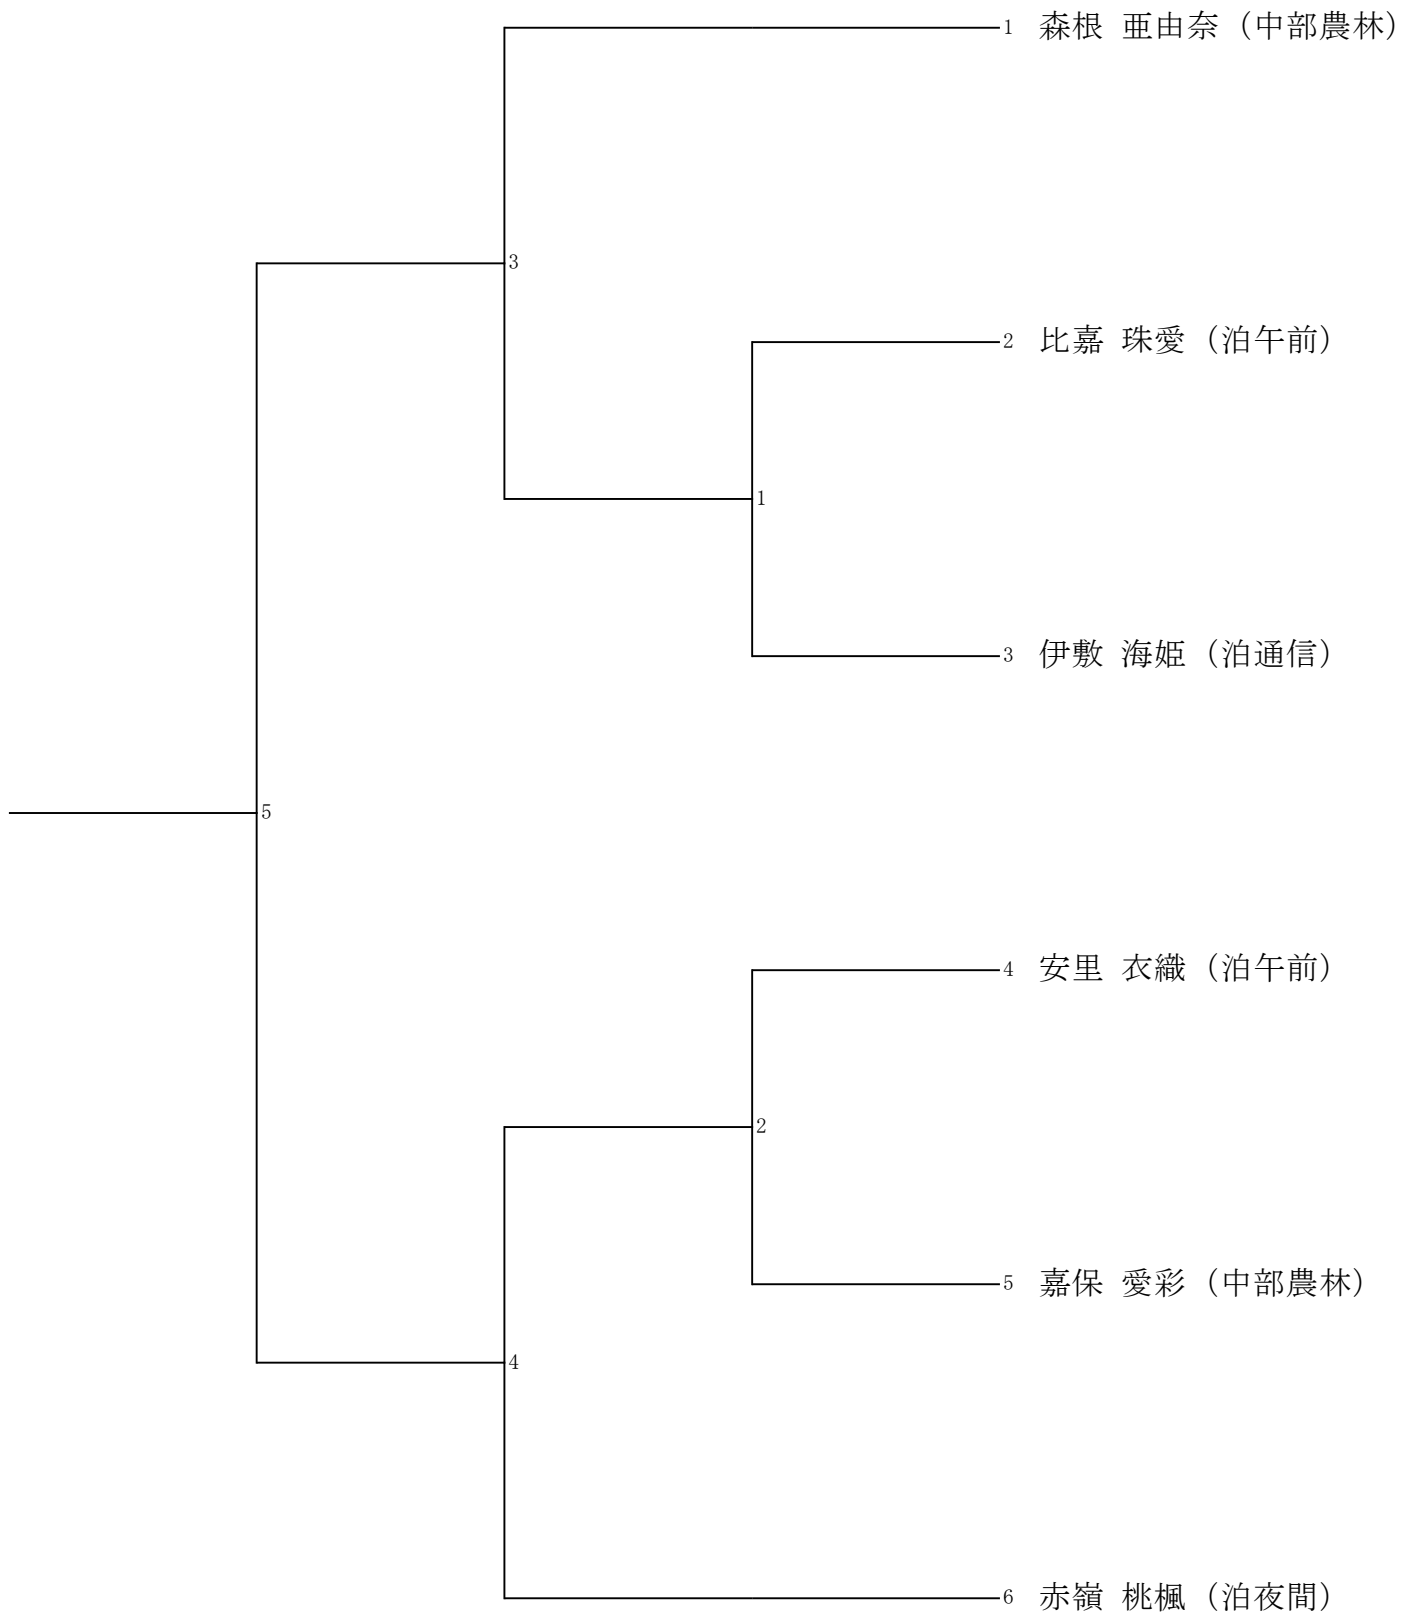 1 森根 亜由奈（中部農林）
3
2 比嘉 珠愛（泊午前）
1
3 伊敷 海姫（泊通信）
5
4 安里 衣織（泊午前）
2
5 嘉保 愛彩（中部農林）
4
6 赤嶺 桃楓（泊夜間）